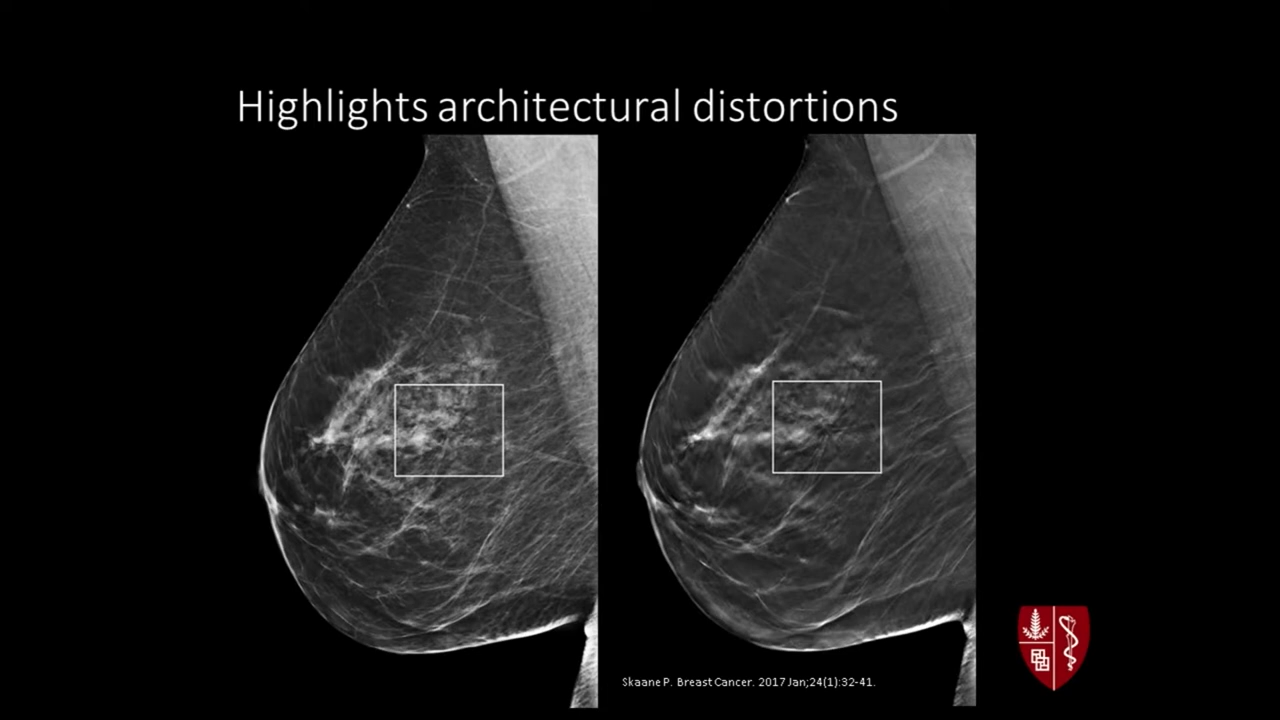 Highlights architectural distortions
Skaane P. Breast Cancer. 2017 Jan;24(1):32-41.